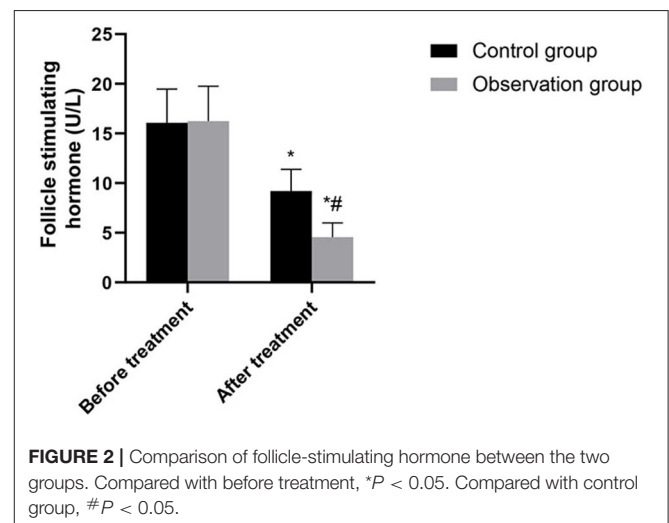 25
20
15
10
5
0
Follicle stimulating
hormone (U/L)
Control group
Observation group
*
*#
Before treatment
After treatment
FIGURE 2 | Comparison of follicle-stimulating hormone between the two
groups. Compared with before treatment, *P < 0.05. Compared with control
group, #P < 0.05.